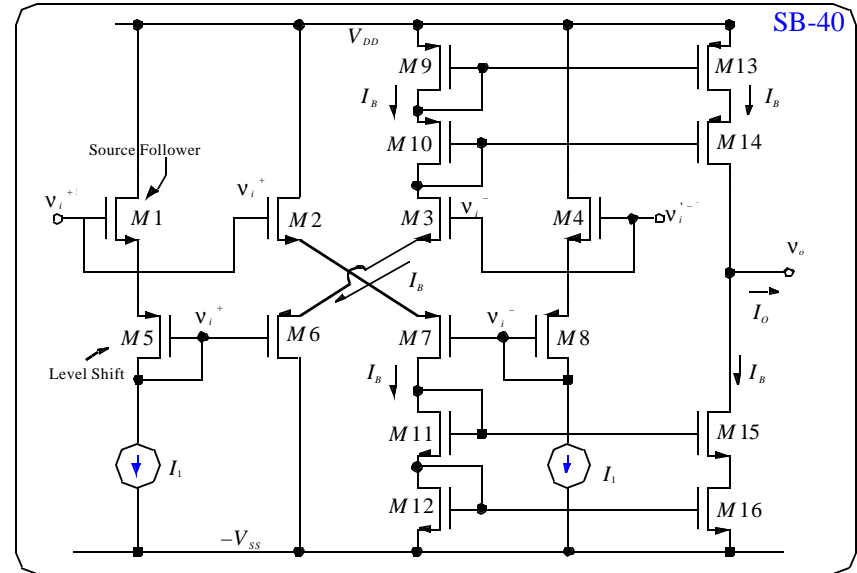 SB-40
V_DD
M9
M13
I_B
I_B
M10
M14
Source Follower
ν_i^+
ν_i^+
M1
M2
M3
ν_i^-
M4
ν_i^-
ν_o
I_B
I_O
M5
ν_i^+
M6
M7
ν_i^-
M8
Level Shift
I_B
I_B
M11
M15
I_1
I_1
M12
M16
-V_SS